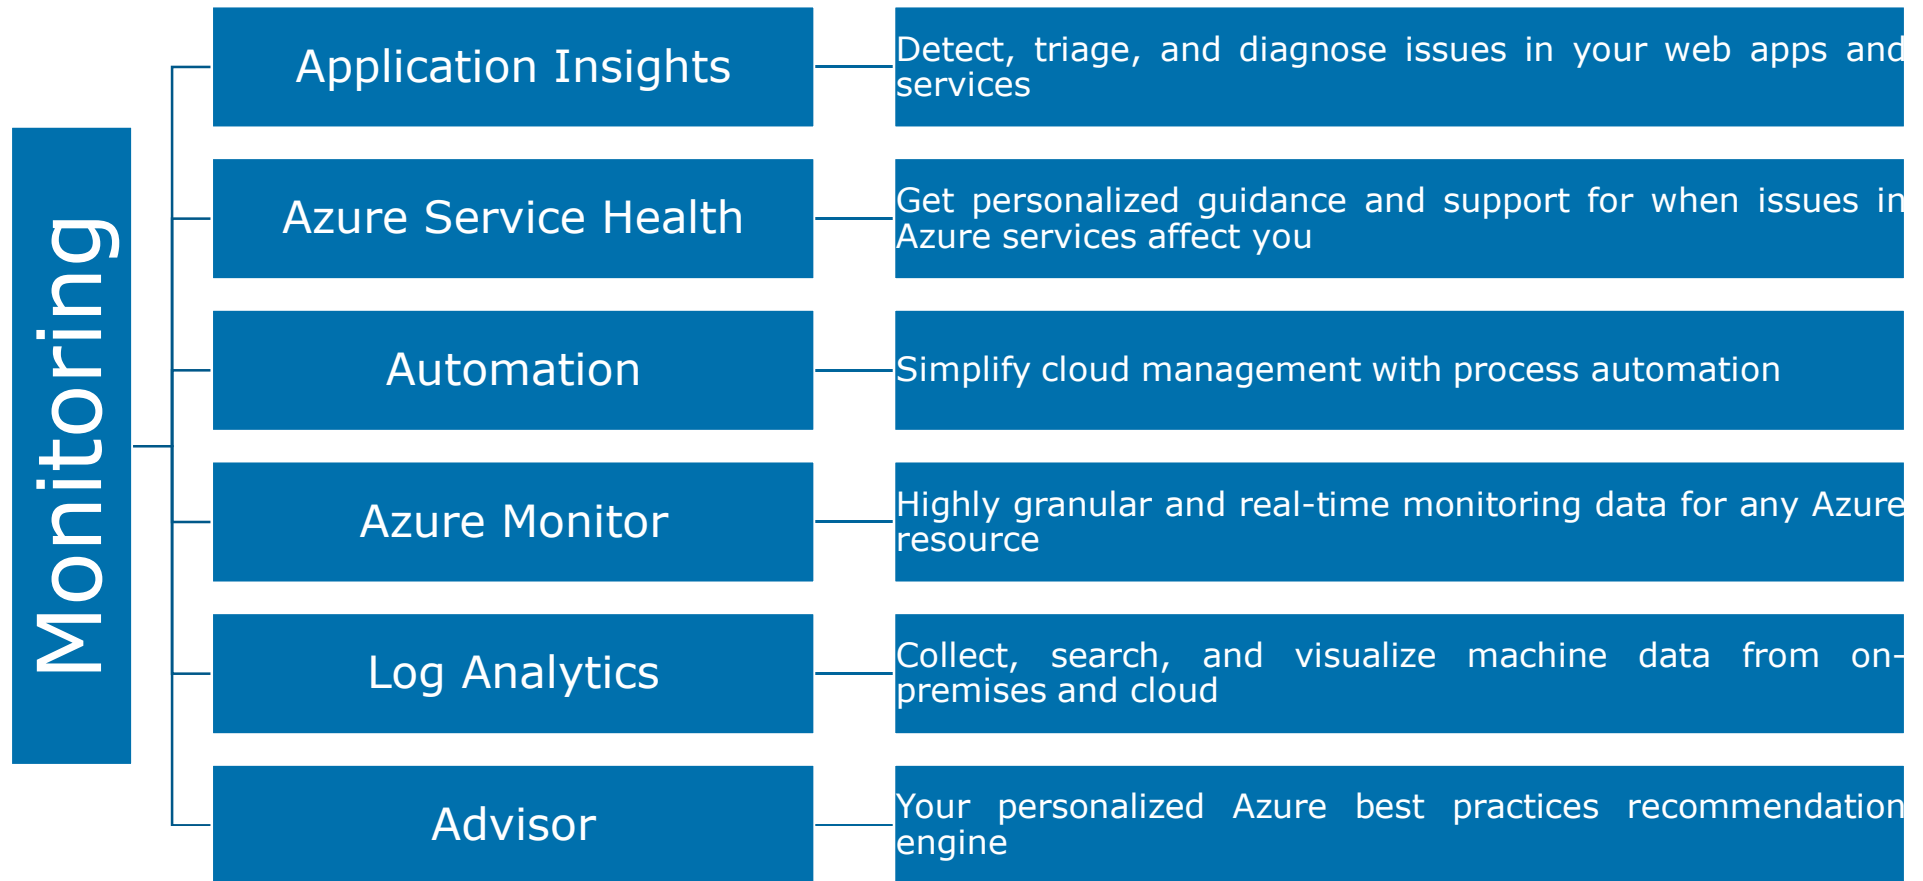 Monitoring
Application Insights
Detect, triage, and diagnose issues in your web apps and
services
Azure Service Health
Get personalized guidance and support for when issues in
Azure services affect you
Automation
Simplify cloud management with process automation
Azure Monitor
Highly granular and real-time monitoring data for any Azure
resource
Log Analytics
Collect, search, and visualize machine data from on-
premises and cloud
Advisor
Your personalized Azure best practices recommendation
engine